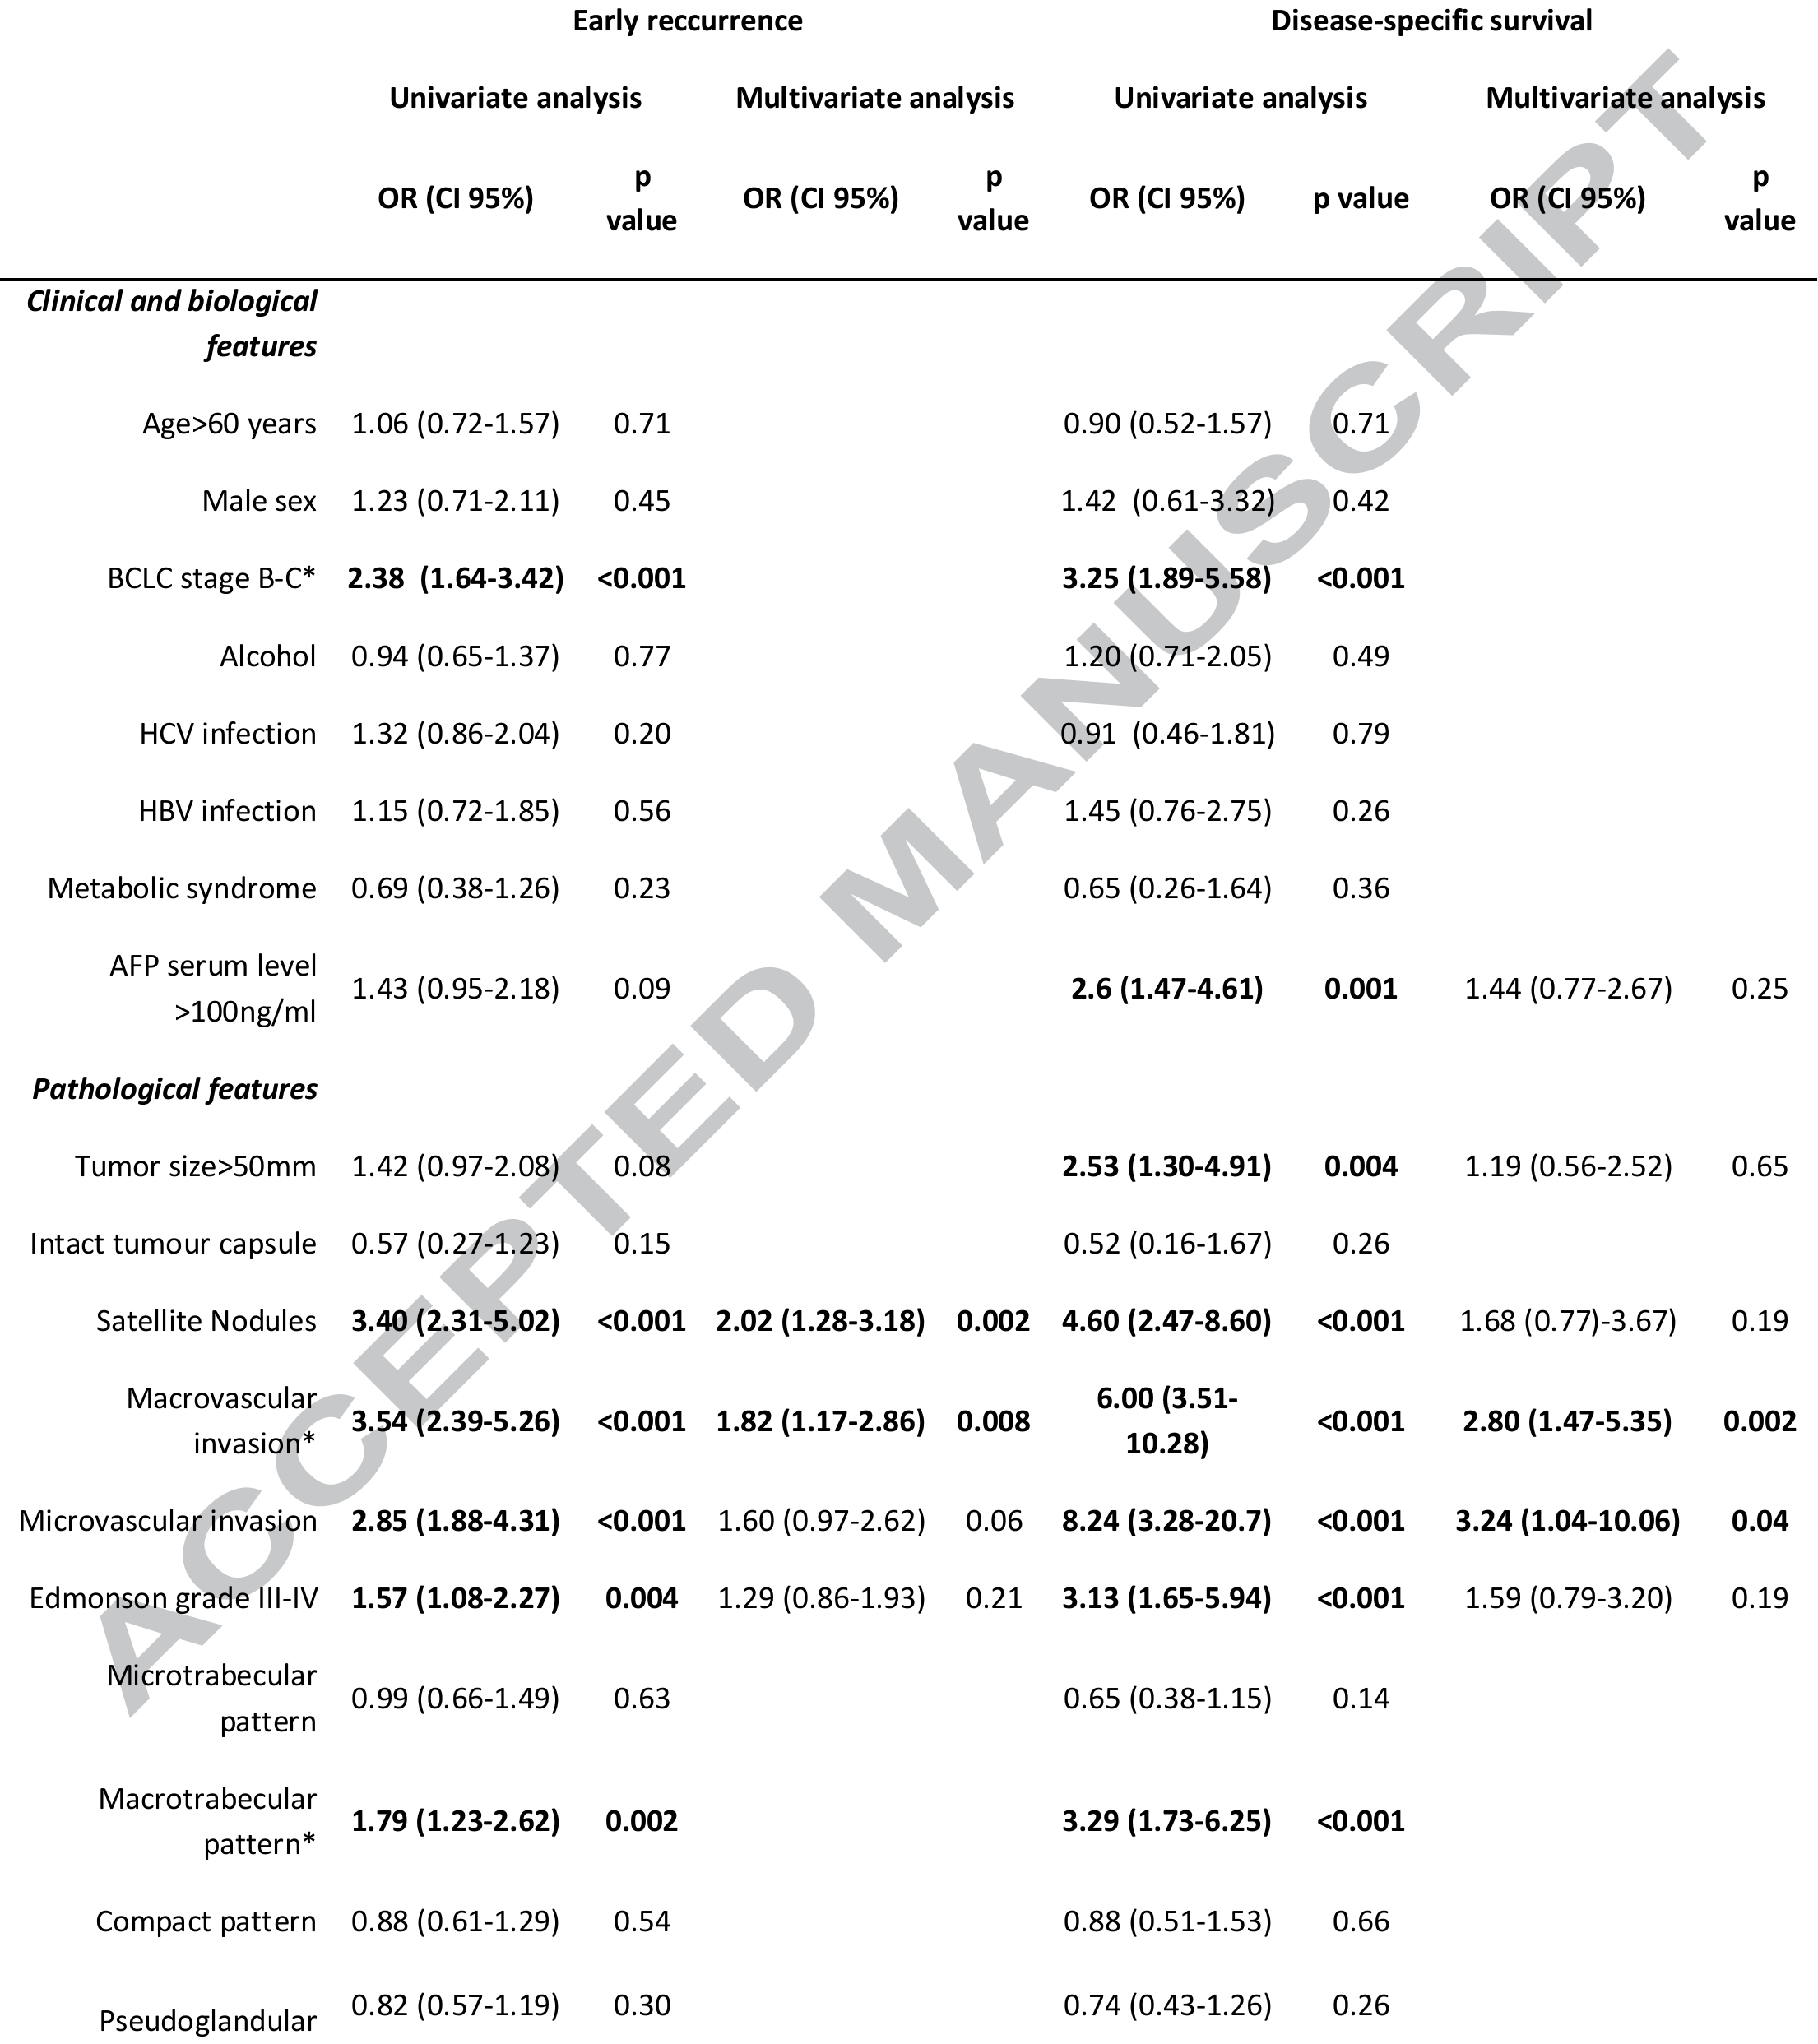 Early reccurrence Disease-specific survival
Univariate analysis Multivariate analysis Univariate analysis Multivariate analysis
OR (CI 95%) p value OR (CI 95%) p value OR (CI 95%) p value OR (CI 95%) p value
Clinical and biological
features
Age>60 years 1.06 (0.72-1.57) 0.71 0.90 (0.52-1.57) 0.71
Male sex 1.23 (0.71-2.11) 0.45 1.42 (0.61-3.32) 0.42
BCLC stage B-C* 2.38 (1.64-3.42) <0.001 3.25 (1.89-5.58) <0.001
Alcohol 0.94 (0.65-1.37) 0.77 1.20 (0.71-2.05) 0.49
HCV infection 1.32 (0.86-2.04) 0.20 0.91 (0.46-1.81) 0.79
HBV infection 1.15 (0.72-1.85) 0.56 1.45 (0.76-2.75) 0.26
Metabolic syndrome 0.69 (0.38-1.26) 0.23 0.65 (0.26-1.64) 0.36
AFP serum level
>100ng/ml 1.43 (0.95-2.18) 0.09 2.6 (1.47-4.61) 0.001 1.44 (0.77-2.67) 0.25
Pathological features
Tumor size>50mm 1.42 (0.97-2.08) 0.08 2.53 (1.30-4.91) 0.004 1.19 (0.56-2.52) 0.65
Intact tumour capsule 0.57 (0.27-1.23) 0.15 0.52 (0.16-1.67) 0.26
Satellite Nodules 3.40 (2.31-5.02) <0.001 2.02 (1.28-3.18) 0.002 4.60 (2.47-8.60) <0.001 1.68 (0.77)-3.67) 0.19
Macrovascular
invasion* 3.54 (2.39-5.26) <0.001 1.82 (1.17-2.86) 0.008 6.00 (3.51-
10.28) <0.001 2.80 (1.47-5.35) 0.002
Microvascular invasion 2.85 (1.88-4.31) <0.001 1.60 (0.97-2.62) 0.06 8.24 (3.28-20.7) <0.001 3.24 (1.04-10.06) 0.04
Edmonson grade III-IV 1.57 (1.08-2.27) 0.004 1.29 (0.86-1.93) 0.21 3.13 (1.65-5.94) <0.001 1.59 (0.79-3.20) 0.19
Microtrabecular
pattern 0.99 (0.66-1.49) 0.63 0.65 (0.38-1.15) 0.14
Macrotrabecular
pattern* 1.79 (1.23-2.62) 0.002 3.29 (1.73-6.25) <0.001
Compact pattern 0.88 (0.61-1.29) 0.54 0.88 (0.51-1.53) 0.66
Pseudoglandular 0.82 (0.57-1.19) 0.30 0.74 (0.43-1.26) 0.26
ACCEPTED MANUSCRIPT